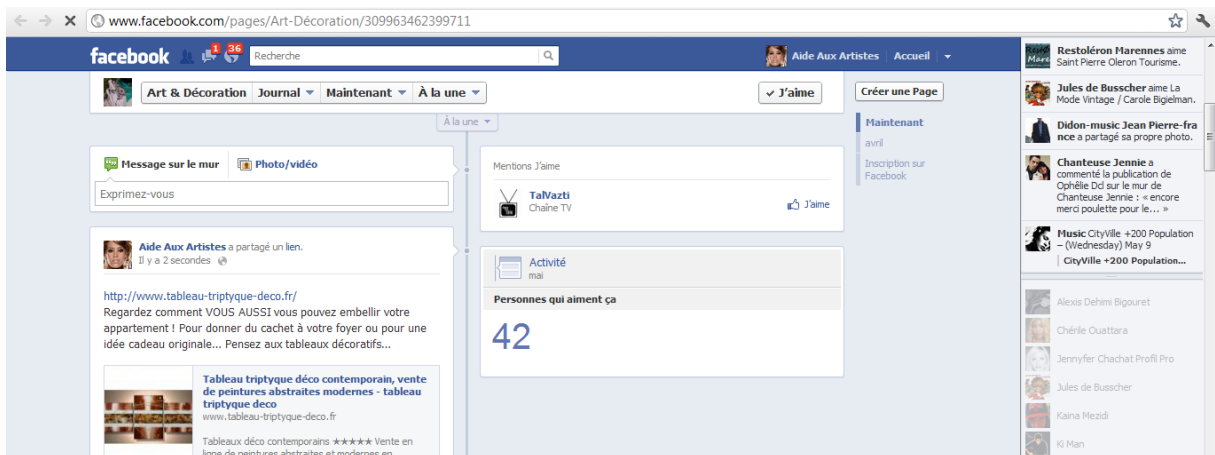 www.facebook.com/pages/Art-Décoration/309963462399711
facebook
1
36
Recherche
Aide Aux Artistes
Accueil
Art & Décoration
Journal
Maintenant
À la une
J'aime
Créer une Page
À la une
Maintenant
avril
Inscription sur
Facebook
Message sur le mur
Photo/vidéo
Exprimez-vous
Aide Aux Artistes a partagé un lien.
Il y a 2 secondes
http://www.tableau-triptyque-deco.fr/
Regardez comment VOUS AUSSI vous pouvez embellir votre
appartement ! Pour donner du cachet à votre foyer ou pour une
idée cadeau originale... Pensez aux tableaux décoratifs...
Tableau triptyque déco contemporain, vente
de peintures abstraites modernes - tableau
triptyque deco
www.tableau-triptyque-deco.fr
Tableaux déco contemporains ★★★★★ Vente en
ligne de peintures abstraites et modernes en
Mentions J'aime
TalVazti
Chaîne TV
J'aime
Activité
mai
Personnes qui aiment ça
42
Restoléron Marennes aime
Saint Pierre Oleron Tourisme.
Jules de Busscher aime La
Mode Vintage / Carole Bigielman.
Didon-music Jean Pierre-fra
nce a partagé sa propre photo.
Chanteuse Jennie a
commenté la publication de
Ophélie Dcl sur le mur de
Chanteuse Jennie : « encore
merci poulette pour le... »
Music CityVille +200 Population
– (Wednesday) May 9
CityVille +200 Population...
Alexis Dehimi Bigouret
Chérile Ouattara
Jennyfer Chachat Profil Pro
Jules de Busscher
Kaina Mezidi
Ki Man